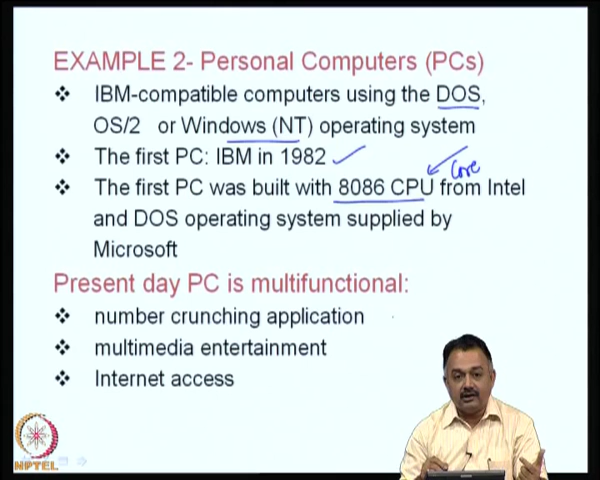 EXAMPLE 2- Personal Computers (PCs)
❖ IBM-compatible computers using the DOS,
OS/2 or Windows (NT) operating system
❖ The first PC: IBM in 1982
Core
❖ The first PC was built with 8086 CPU from Intel
and DOS operating system supplied by
Microsoft
Present day PC is multifunctional:
❖ number crunching application
❖ multimedia entertainment
❖ Internet access
NPTEL